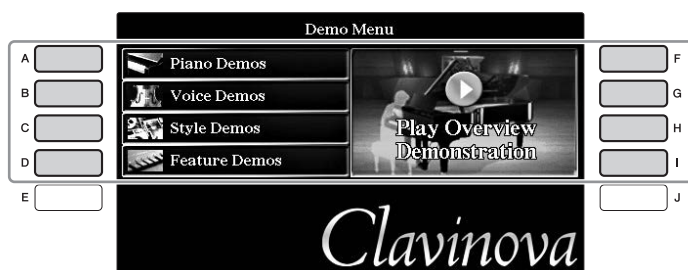 Demo Menu
A
Piano Demos
F
B
Voice Demos
G
C
Style Demos
Play Overview
H
D
Feature Demos
Demonstration
I
E
J
Clavinova